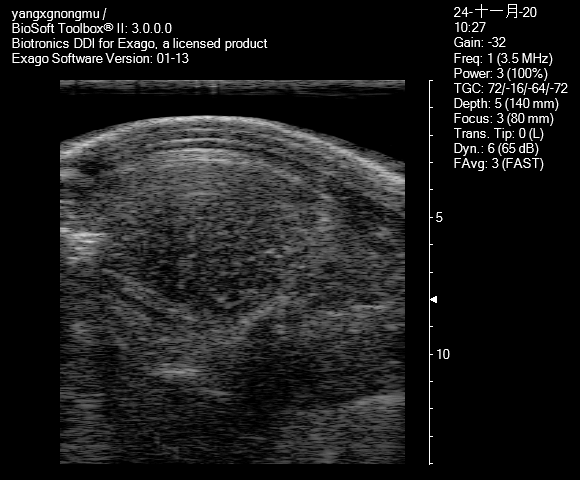 yangxgnongmu /
BioSoft Toolbox® II: 3.0.0.0
Biotronics DDI for Exago, a licensed product
Exago Software Version: 01-13
24-十一月-20
10:27
Gain: -32
Freq: 1 (3.5 MHz)
Power: 3 (100%)
TGC: 72/-16/-64/-72
Depth: 5 (140 mm)
Focus: 3 (80 mm)
Trans. Tip: 0 (L)
Dyn.: 6 (65 dB)
FAvg: 3 (FAST)
5
10